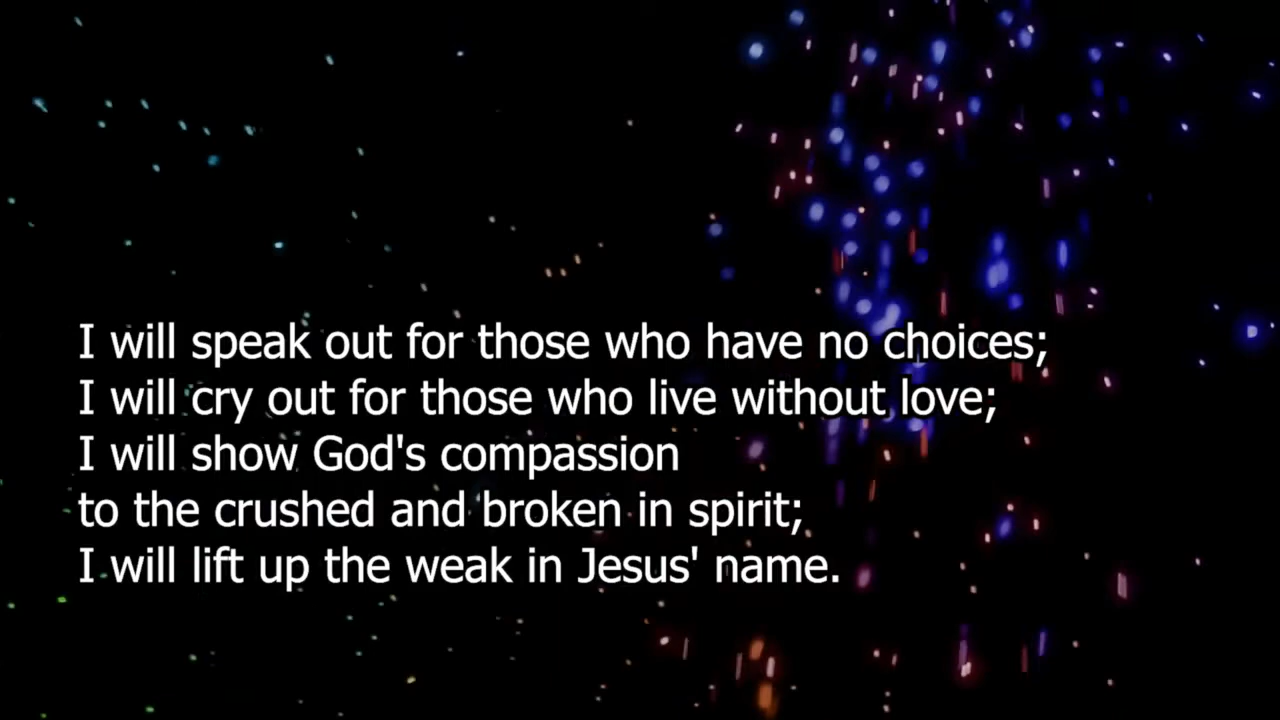 I will speak out for those who have no choices;
I will cry out for those who live without love;
I will show God's compassion
to the crushed and broken in spirit;
I will lift up the weak in Jesus' name.